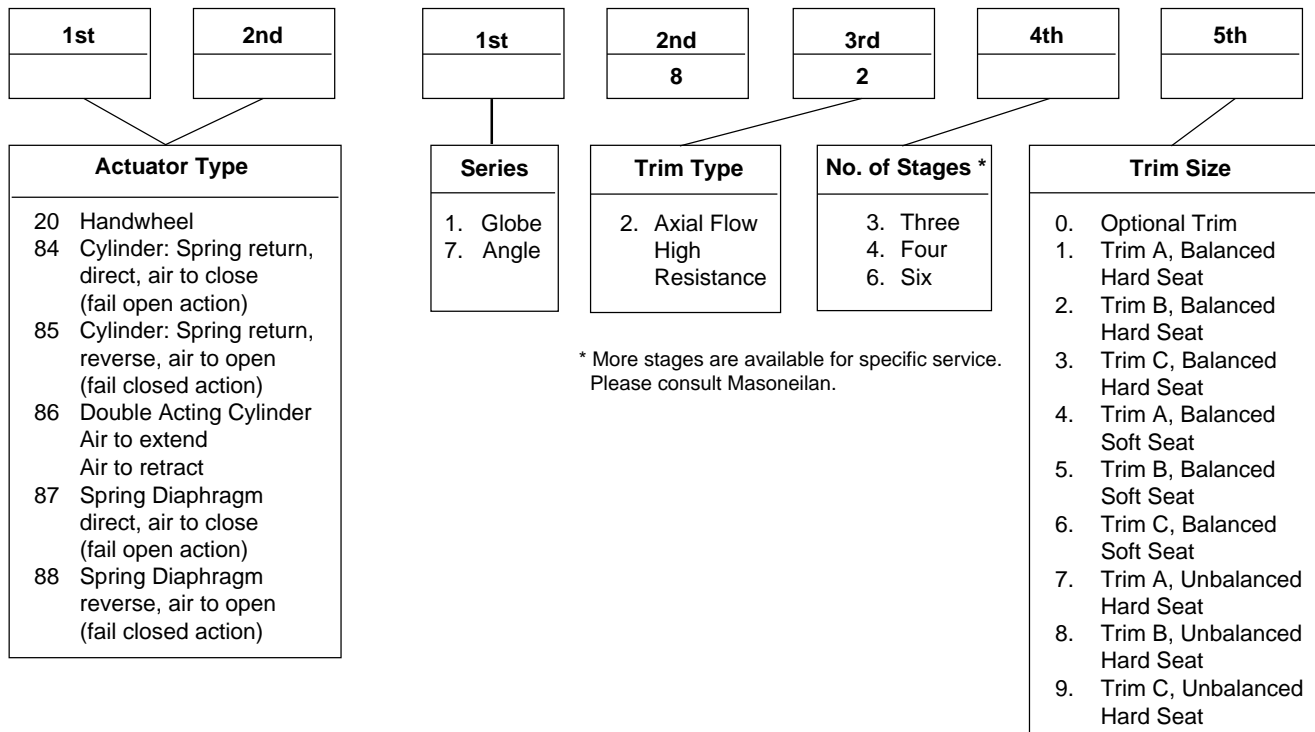 1st
2nd
1st
2nd
8
3rd
2
4th
5th
Actuator Type
20 Handwheel
84 Cylinder: Spring return,
direct, air to close
(fail open action)
85 Cylinder: Spring return,
reverse, air to open
(fail closed action)
86 Double Acting Cylinder
Air to extend
Air to retract
87 Spring Diaphragm
direct, air to close
(fail open action)
88 Spring Diaphragm
reverse, air to open
(fail closed action)
Series
1. Globe
7. Angle
Trim Type
2. Axial Flow
High
Resistance
No. of Stages *
3. Three
4. Four
6. Six
* More stages are available for specific service.
Please consult Masoneilan.
Trim Size
0. Optional Trim
1. Trim A, Balanced
Hard Seat
2. Trim B, Balanced
Hard Seat
3. Trim C, Balanced
Hard Seat
4. Trim A, Balanced
Soft Seat
5. Trim B, Balanced
Soft Seat
6. Trim C, Balanced
Soft Seat
7. Trim A, Unbalanced
Hard Seat
8. Trim B, Unbalanced
Hard Seat
9. Trim C, Unbalanced
Hard Seat